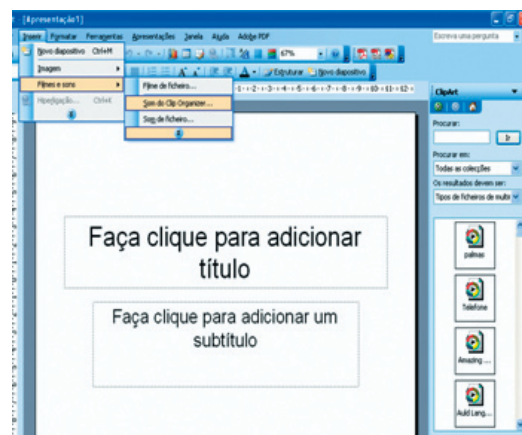 [Apresentação1]
Inserir Formatar Ferramentas Apresentações Janela Ajuda Adobe PDF
Escreva uma pergunta
Novo diapositivo Ctrl+M
67%
Imagem
Estruturar Novo diapositivo
Filmes e sons
Filme de ficheiro...
Hiperligação... Ctrl+K
Som do Clip Organizer...
Som de ficheiro...
ClipArt
Procurar:
Ir
Procurar em:
Todas as colecções
Os resultados devem ser:
Tipos de ficheiros de multi
palmas
Telefone
Amazing ...
Auld Lang...
Faça clique para adicionar
título
Faça clique para adicionar um
subtítulo